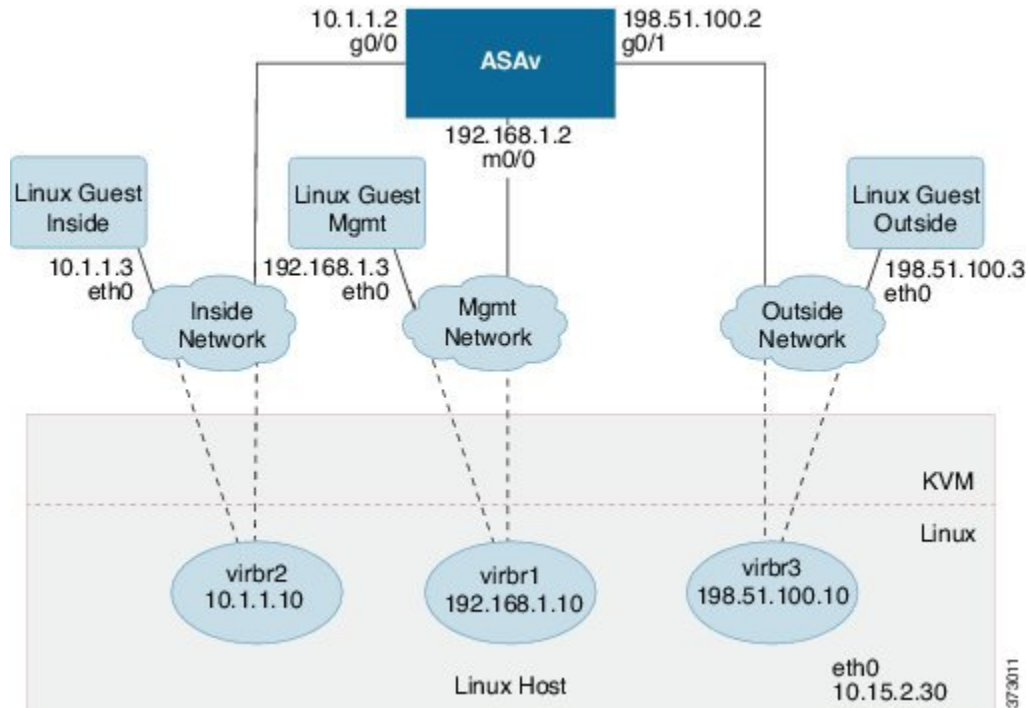 10.1.1.2
g0/0
ASAv
198.51.100.2
g0/1
192.168.1.2
m0/0
Linux Guest
Inside
Linux Guest
Mgmt
Linux Guest
Outside
10.1.1.3
eth0
192.168.1.3
eth0
198.51.100.3
eth0
Inside
Network
Mgmt
Network
Outside
Network
KVM
Linux
virbr2
10.1.1.10
virbr1
192.168.1.10
virbr3
198.51.100.10
Linux Host
eth0
10.15.2.30
373011